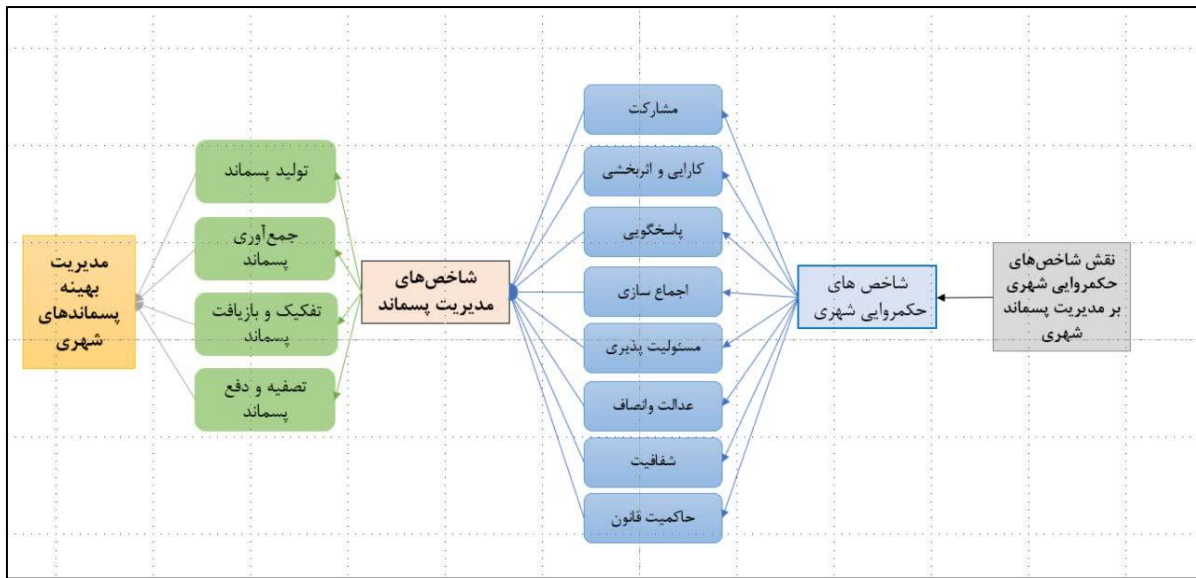 نقش شاخص‌های
حکمروایی شهری
بر مدیریت پسماند
شهری
شاخص های
حکمروایی شهری
مشارکت
کارایی و اثربخشی
پاسخگویی
اجماع سازی
مسئولیت پذیری
عدالت وانصاف
شفافیت
حاکمیت قانون
شاخص‌های
مدیریت پسماند
تولید پسماند
جمع‌آوری
پسماند
تفکیک و بازیافت
پسماند
تصفیه و دفع
پسماند
مدیریت
بهینه
پسماندهای
شهری